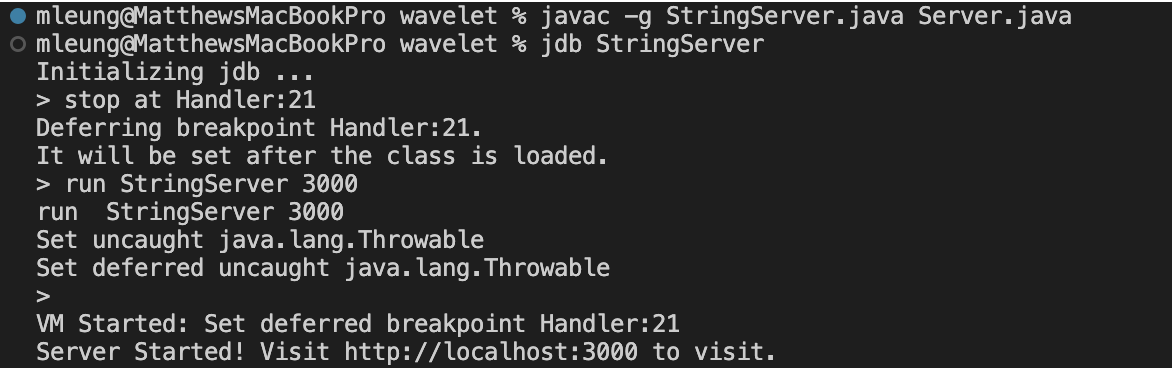 mleung@MatthewsMacBookPro wavelet % javac -g StringServer.java Server.java
mleung@MatthewsMacBookPro wavelet % jdb StringServer
Initializing jdb ...
> stop at Handler:21
Deferring breakpoint Handler:21.
It will be set after the class is loaded.
> run StringServer 3000
run  StringServer 3000
Set uncaught java.lang.Throwable
Set deferred uncaught java.lang.Throwable
>
VM Started: Set deferred breakpoint Handler:21
Server Started! Visit http://localhost:3000 to visit.